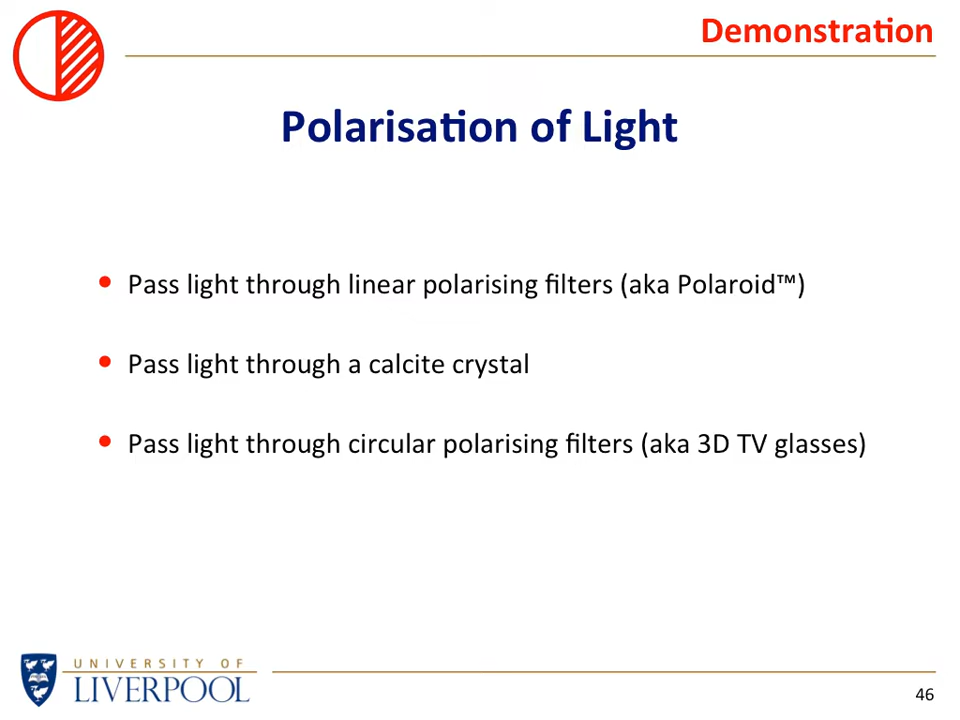 Demonstration
Polarisation of Light
• Pass light through linear polarising filters (aka Polaroid™)
• Pass light through a calcite crystal
• Pass light through circular polarising filters (aka 3D TV glasses)
UNIVERSITY OF
LIVERPOOL
46